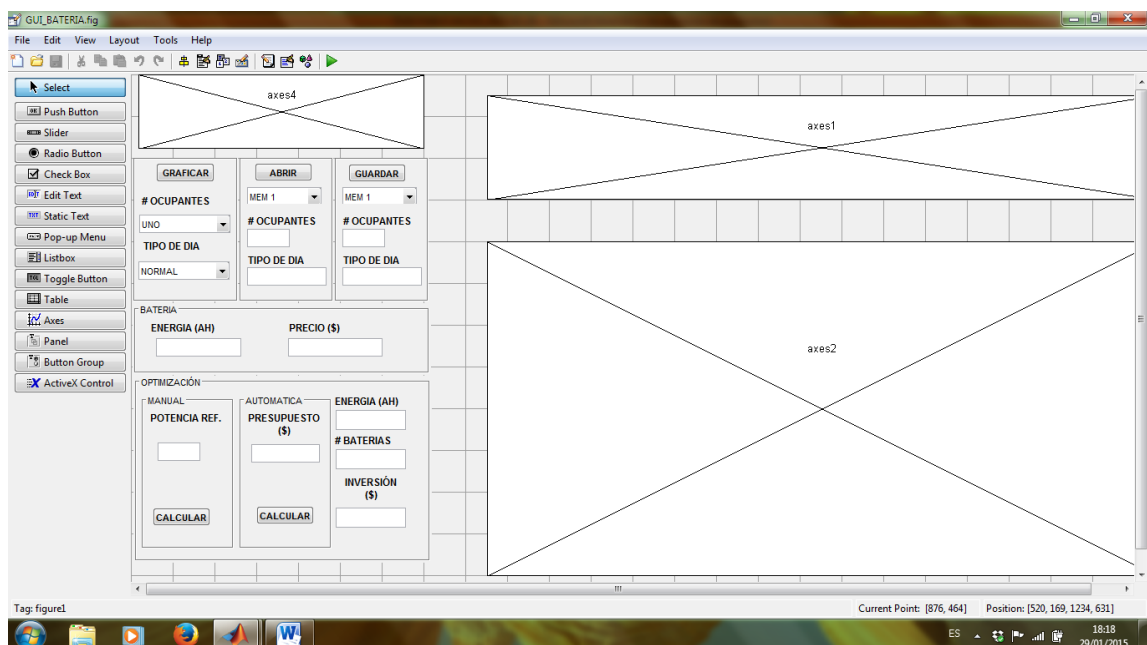 GUI_BATERIA.fig
File Edit View Layout Tools Help
Select
Push Button
Slider
Radio Button
Check Box
Edit Text
Static Text
Pop-up Menu
Listbox
Toggle Button
Table
Axes
Panel
Button Group
ActiveX Control
axes4
GRAFICAR
# OCUPANTES
UNO
TIPO DE DIA
NORMAL
ABRIR
MEM 1
# OCUPANTES
TIPO DE DIA
GUARDAR
MEM 1
# OCUPANTES
TIPO DE DIA
BATERIA
ENERGIA (AH) PRECIO ($)
OPTIMIZACIÓN
MANUAL
POTENCIA REF.
CALCULAR
AUTOMATICA
PRESUPUESTO
($)
CALCULAR
ENERGIA (AH)
# BATERIAS
INVERSIÓN
($)
axes1
axes2
Tag: figure1
Current Point: [876, 464] Position: [520, 169, 1234, 631]
ES
18:18
29/01/2015